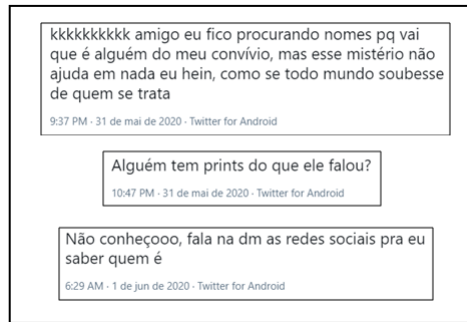 kkkkkkkkkk amigo eu fico procurando nomes pq vai
que é alguém do meu convívio, mas esse mistério não
ajuda em nada eu hein, como se todo mundo soubesse
de quem se trata
9:37 PM · 31 de mai de 2020 · Twitter for Android
Alguém tem prints do que ele falou?
10:47 PM · 31 de mai de 2020 · Twitter for Android
Não conheçooo, fala na dm as redes sociais pra eu
saber quem é
6:29 AM · 1 de jun de 2020 · Twitter for Android